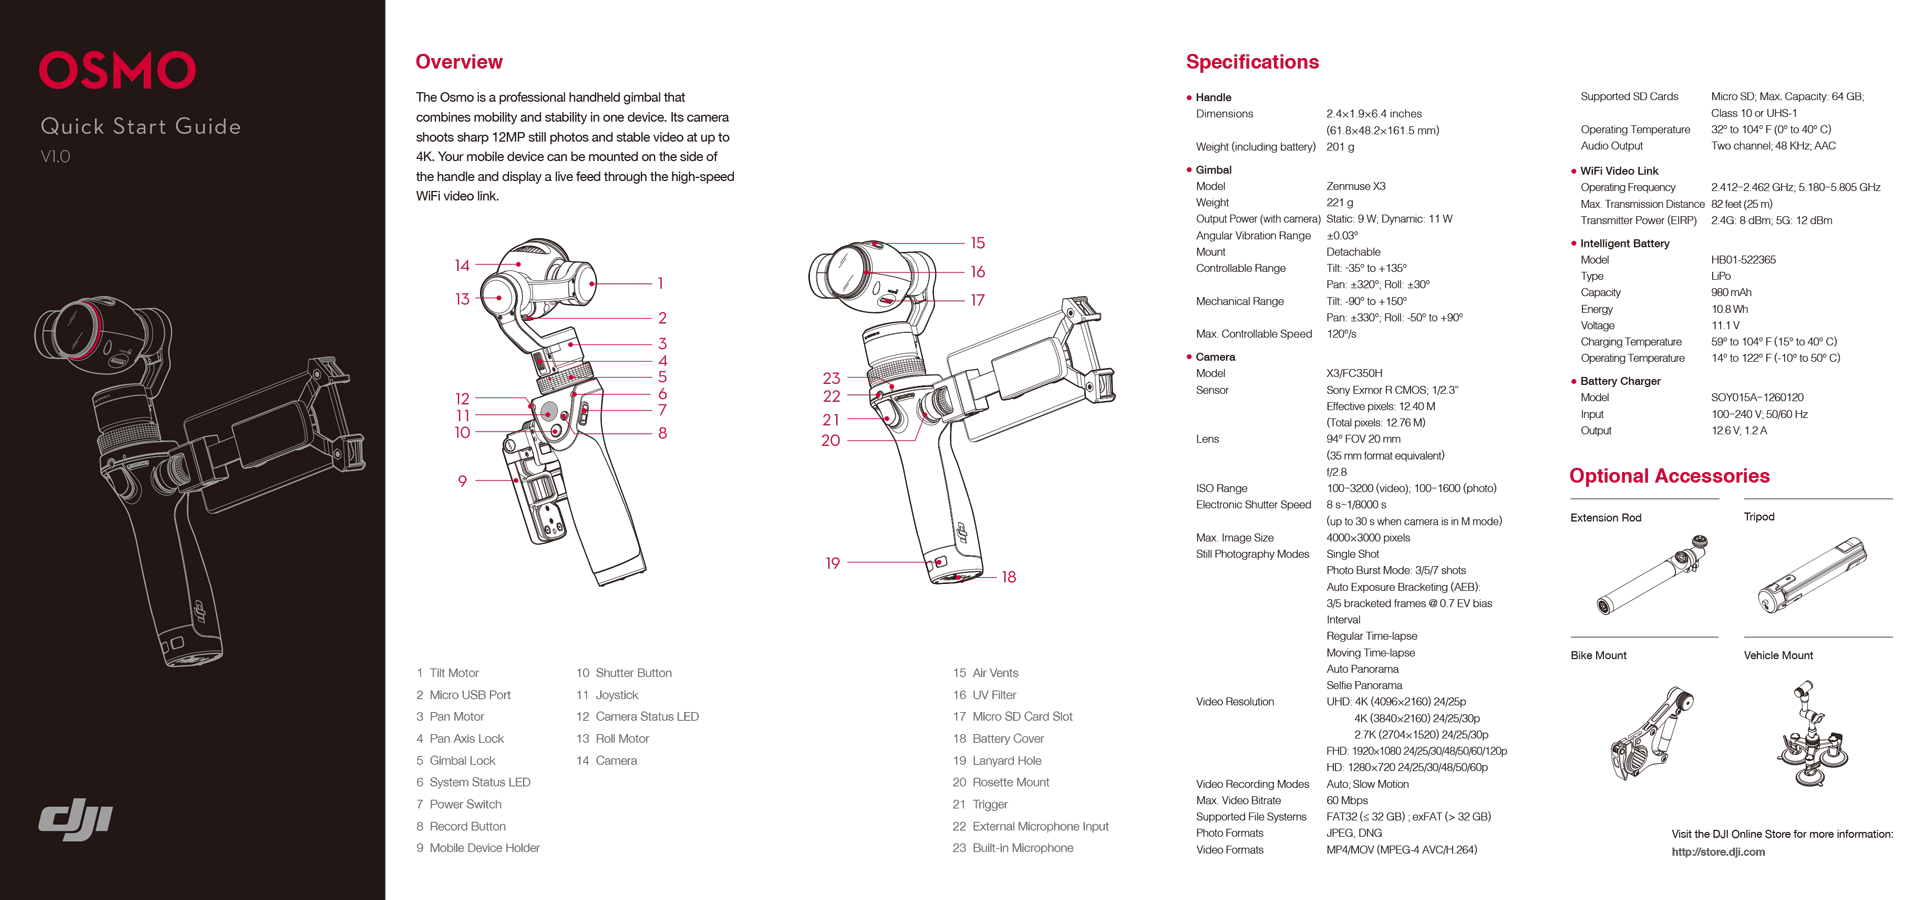 OSMO
Quick Start Guide
V1.0
dji
Overview
The Osmo is a professional handheld gimbal that
combines mobility and stability in one device. Its camera
shoots sharp 12MP still photos and stable video at up to
4K. Your mobile device can be mounted on the side of
the handle and display a live feed through the high-speed
WiFi video link.
14
13
1
2
3
4
5
6
7
8
12
11
10
9
15
16
17
23
22
21
20
19
18
dji
1 Tilt Motor
2 Micro USB Port
3 Pan Motor
4 Pan Axis Lock
5 GImbal Lock
6 System Status LED
7 Power Switch
8 Record Button
9 Mobile Device Holder
10 Shutter Button
11 Joystick
12 Camera Status LED
13 Roll Motor
14 Camera
15 Air Vents
16 UV Filter
17 Micro SD Card Slot
18 Battery Cover
19 Lanyard Hole
20 Rosette Mount
21 Trigger
22 External Microphone Input
23 Built-in Microphone
Specifications
• Handle
Dimensions 2.4×1.9×6.4 inches
(61.8×48.2×161.5 mm)
Weight (including battery) 201 g
• Gimbal
Model Zenmuse X3
Weight 221 g
Output Power (with camera) Static: 9 W; Dynamic: 11 W
Angular Vibration Range ±0.03º
Mount Detachable
Controllable Range Tilt: -35º to +135º
Pan: ±320º; Roll: ±30º
Mechanical Range Tilt: -90º to +150º
Pan: ±330º; Roll: -50º to +90º
Max. Controllable Speed 120º/s
• Camera
Model X3/FC350H
Sensor Sony Exmor R CMOS; 1/2.3"
Effective pixels: 12.40 M
(Total pixels: 12.76 M)
Lens 94º FOV 20 mm
(35 mm format equivalent)
f/2.8
ISO Range 100-3200 (video); 100-1600 (photo)
Electronic Shutter Speed 8 s-1/8000 s
(up to 30 s when camera is in M mode)
Max. Image Size 4000×3000 pixels
Still Photography Modes Single Shot
Photo Burst Mode: 3/5/7 shots
Auto Exposure Bracketing (AEB):
3/5 bracketed frames @ 0.7 EV bias
Interval
Regular Time-lapse
Moving Time-lapse
Auto Panorama
Selfie Panorama
Video Resolution UHD: 4K (4096×2160) 24/25p
4K (3840×2160) 24/25/30p
2.7K (2704×1520) 24/25/30p
FHD: 1920×1080 24/25/30/48/50/60/120p
HD: 1280×720 24/25/30/48/50/60p
Video Recording Modes Auto; Slow Motion
Max. Video Bitrate 60 Mbps
Supported File Systems FAT32 (≤ 32 GB) ; exFAT (> 32 GB)
Photo Formats JPEG, DNG
Video Formats MP4/MOV (MPEG-4 AVC/H.264)
Supported SD Cards Micro SD; Max. Capacity: 64 GB;
Class 10 or UHS-1
Operating Temperature 32º to 104º F (0º to 40º C)
Audio Output Two channel; 48 KHz; AAC
• WiFi Video Link
Operating Frequency 2.412-2.462 GHz; 5.180-5.805 GHz
Max. Transmission Distance 82 feet (25 m)
Transmitter Power (EIRP) 2.4G: 8 dBm; 5G: 12 dBm
• Intelligent Battery
Model HB01-522365
Type LiPo
Capacity 980 mAh
Energy 10.8 Wh
Voltage 11.1 V
Charging Temperature 59º to 104º F (15º to 40º C)
Operating Temperature 14º to 122º F (-10º to 50º C)
• Battery Charger
Model SOY015A-1260120
Input 100-240 V; 50/60 Hz
Output 12.6 V; 1.2 A
Optional Accessories
Extension Rod
Tripod
Bike Mount
Vehicle Mount
Visit the DJI Online Store for more information:
http://store.dji.com